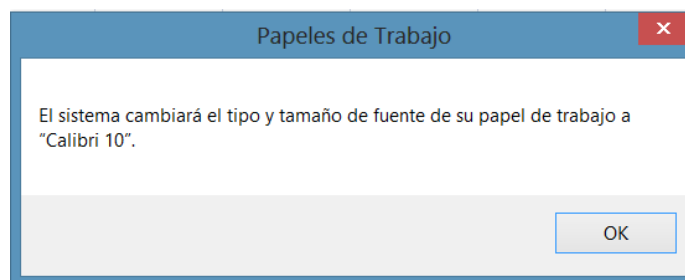 Papeles de Trabajo
El sistema cambiará el tipo y tamaño de fuente de su papel de trabajo a
“Calibri 10”.
OK